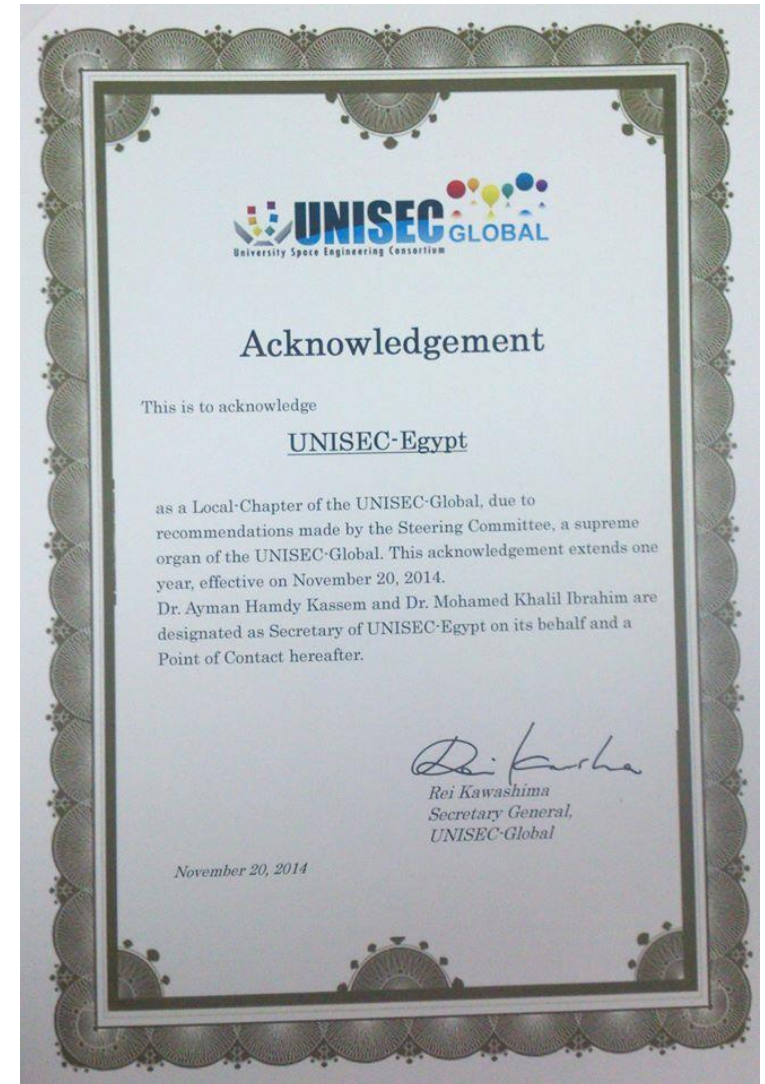 UNISEC GLOBAL
University Space Engineering Consortium
Acknowledgement
This is to acknowledge
UNISEC-Egypt
as a Local-Chapter of the UNISEC-Global, due to
recommendations made by the Steering Committee, a supreme
organ of the UNISEC-Global. This acknowledgement extends one
year, effective on November 20, 2014.
Dr. Ayman Hamdy Kassem and Dr. Mohamed Khalil Ibrahim are
designated as Secretary of UNISEC-Egypt on its behalf and a
Point of Contact hereafter.
Rei Kawashima
Secretary General,
UNISEC-Global
November 20, 2014